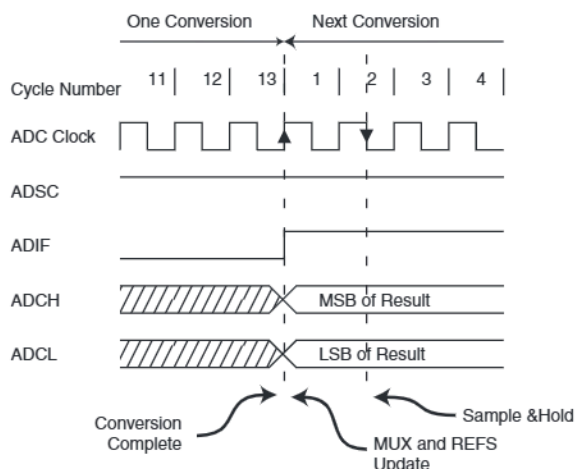 One Conversion Next Conversion
Cycle Number 11 12 13 1 2 3 4
ADC Clock
ADSC
ADIF
ADCH MSB of Result
ADCL LSB of Result
Conversion Complete
MUX and REFS Update
Sample &Hold